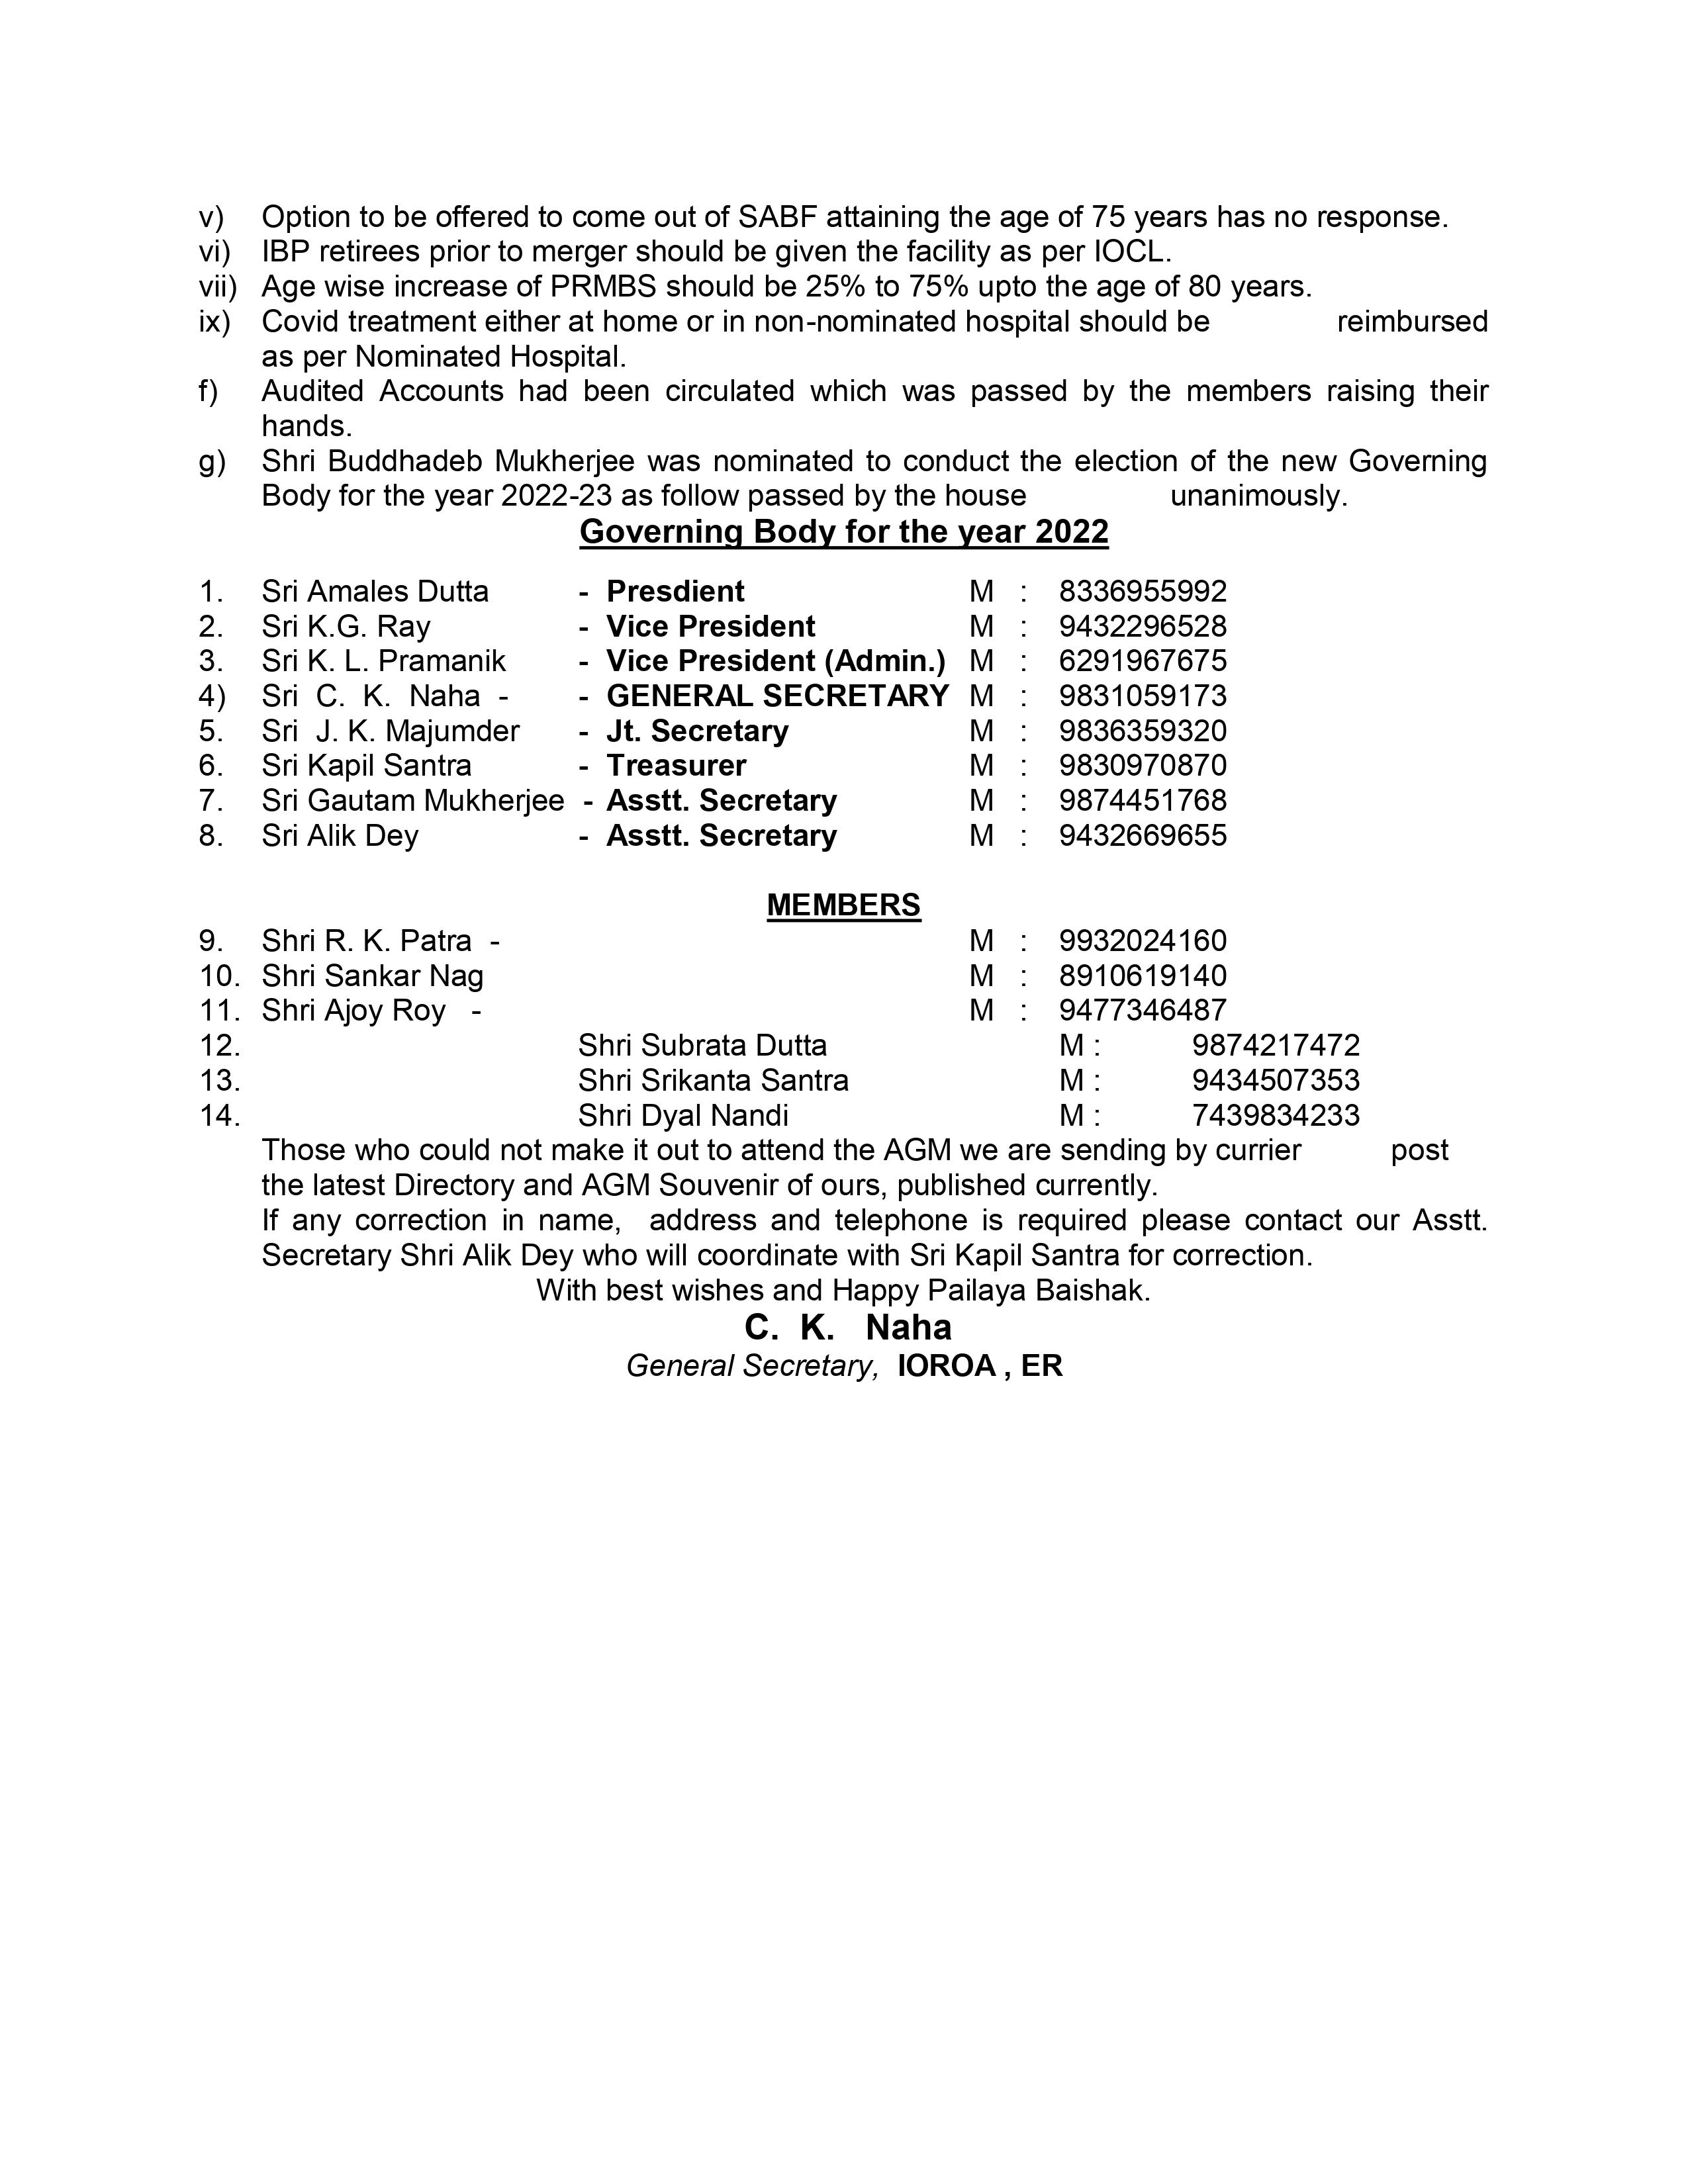 v) Option to be offered to come out of SABF attaining the age of 75 years has no response.
vi) IBP retirees prior to merger should be given the facility as per IOCL.
vii) Age wise increase of PRMBS should be 25% to 75% upto the age of 80 years.
ix) Covid treatment either at home or in non-nominated hospital should be reimbursed
as per Nominated Hospital.
f) Audited Accounts had been circulated which was passed by the members raising their
hands.
g) Shri Buddhadeb Mukherjee was nominated to conduct the election of the new Governing
Body for the year 2022-23 as follow passed by the house unanimously.
Governing Body for the year 2022
1. Sri Amales Dutta - Presdient M : 8336955992
2. Sri K.G. Ray - Vice President M : 9432296528
3. Sri K. L. Pramanik - Vice President (Admin.) M : 6291967675
4) Sri C. K. Naha - - GENERAL SECRETARY M : 9831059173
5. Sri J. K. Majumder - Jt. Secretary M : 9836359320
6. Sri Kapil Santra - Treasurer M : 9830970870
7. Sri Gautam Mukherjee - Asstt. Secretary M : 9874451768
8. Sri Alik Dey - Asstt. Secretary M : 9432669655
MEMBERS
9. Shri R. K. Patra - M : 9932024160
10. Shri Sankar Nag M : 8910619140
11. Shri Ajoy Roy - M : 9477346487
12. Shri Subrata Dutta M : 9874217472
13. Shri Srikanta Santra M : 9434507353
14. Shri Dyal Nandi M : 7439834233
Those who could not make it out to attend the AGM we are sending by currier post
the latest Directory and AGM Souvenir of ours, published currently.
If any correction in name, address and telephone is required please contact our Asstt.
Secretary Shri Alik Dey who will coordinate with Sri Kapil Santra for correction.
With best wishes and Happy Pailaya Baishak.
C. K. Naha
General Secretary, IOROA , ER